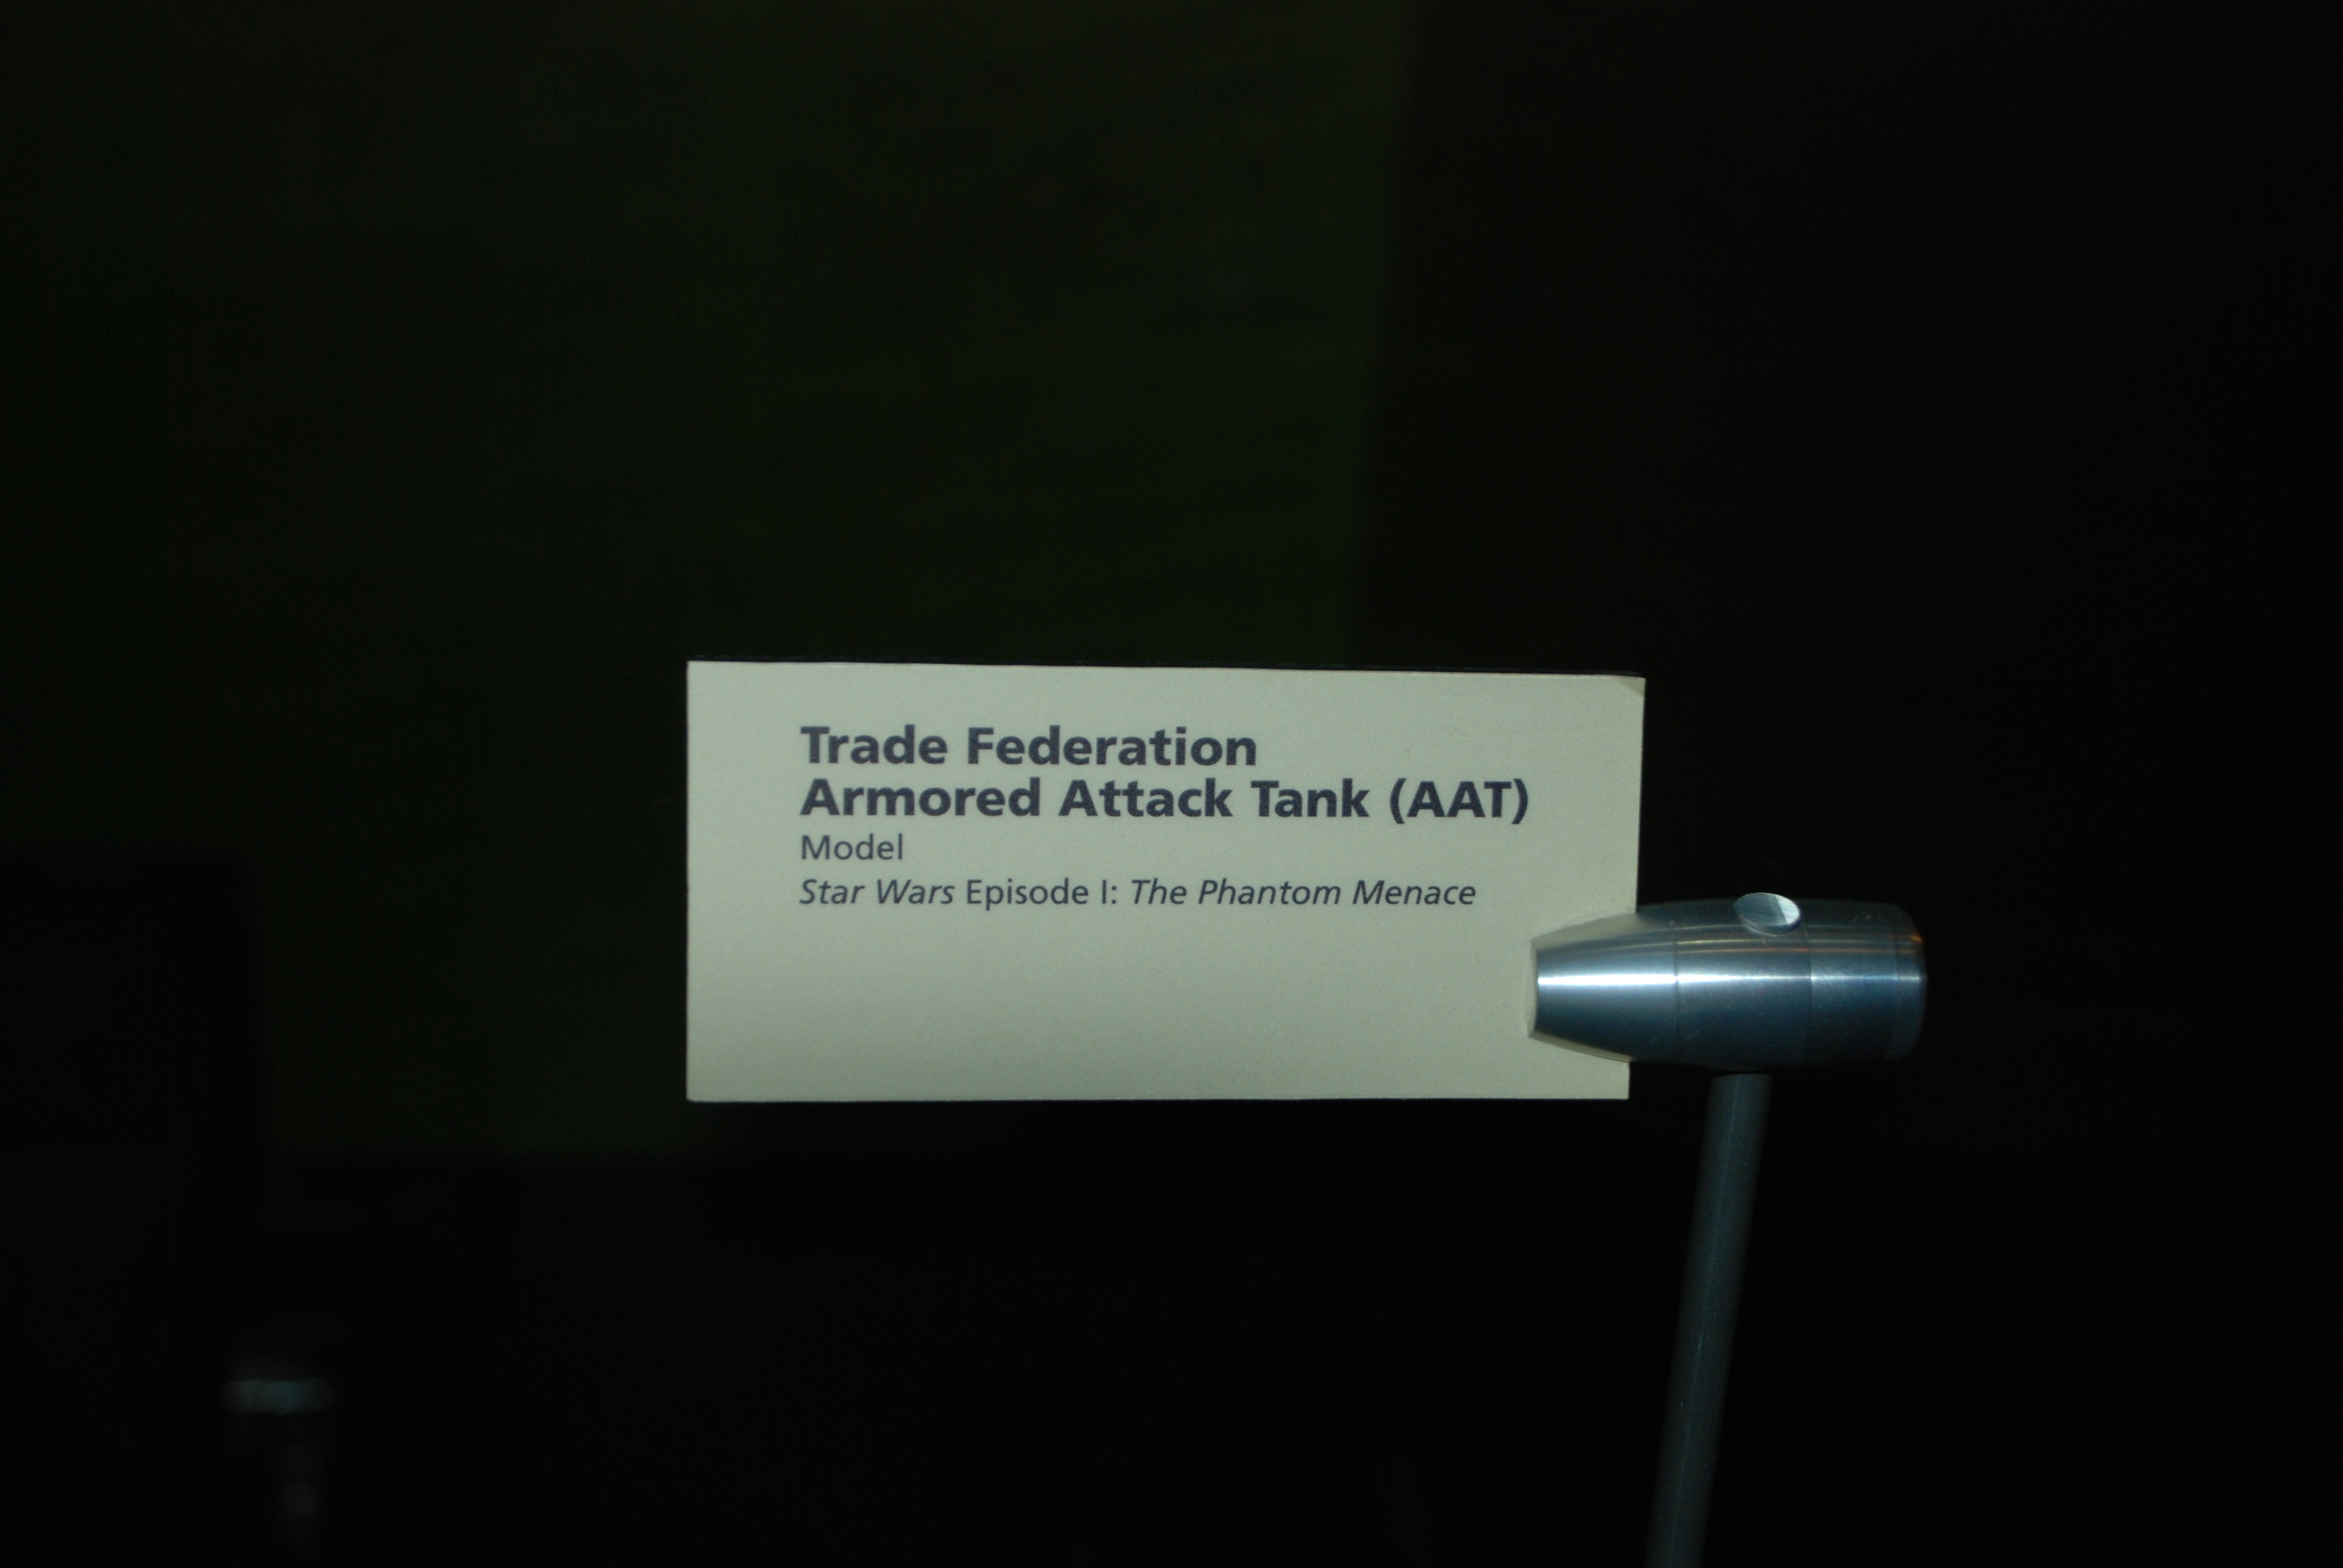 Trade Federation
Armored Attack Tank (AAT)
Model
Star Wars Episode I: The Phantom Menace